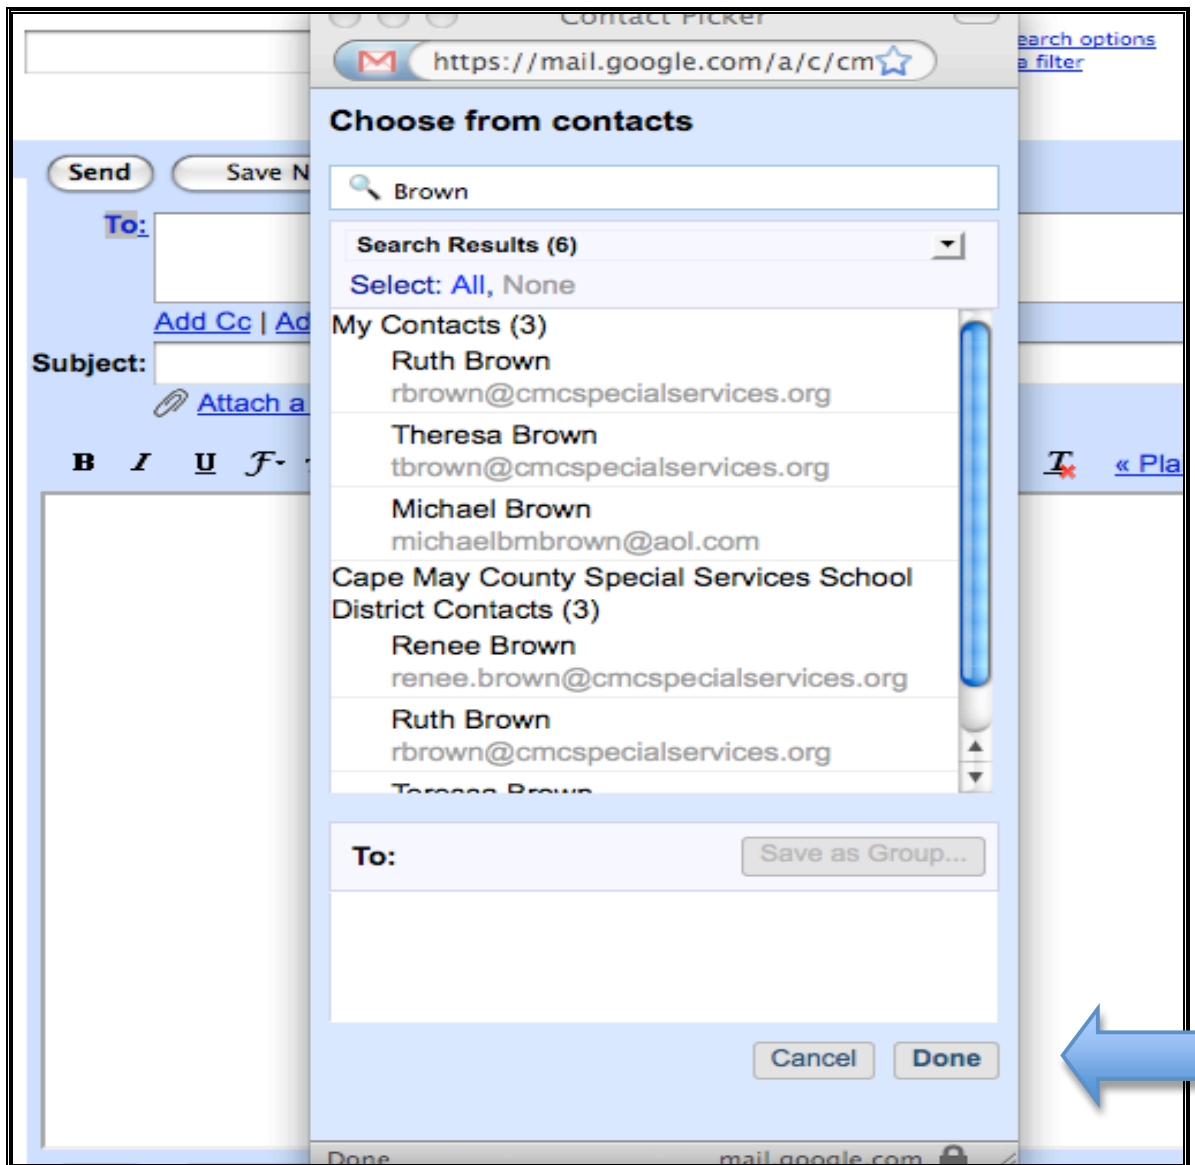 Contact Picker
https://mail.google.com/a/c/cm
earch options
a filter
Choose from contacts
Send
Save N
Brown
To:
Search Results (6)
Select: All, None
Add Cc | Ad
My Contacts (3)
Subject:
Ruth Brown
rbrown@cmcspecialservices.org
Attach a
Theresa Brown
B I U F
« Pla
tbrown@cmcspecialservices.org
Michael Brown
michaelbmbrown@aol.com
Cape May County Special Services School
District Contacts (3)
Renee Brown
renee.brown@cmcspecialservices.org
Ruth Brown
rbrown@cmcspecialservices.org
Teresa Brown
To:
Save as Group...
Cancel
Done
Done
mail.google.com